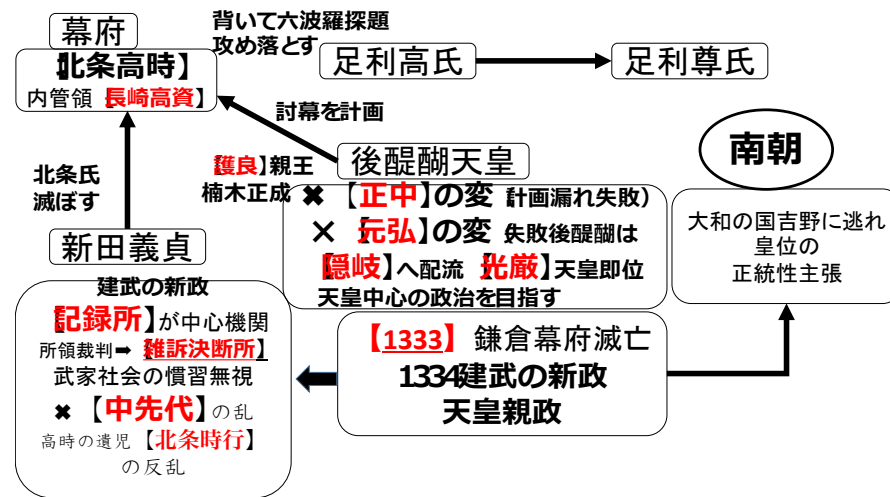 幕府
【北条高時】
内管領【長崎高資】
背いて六波羅探題
攻め落とす
足利高氏
足利尊氏
討幕を計画
北条氏
滅ぼす
【護良】親王
楠木正成
後醍醐天皇
✖【正中】の変(計画漏れ失敗)
×【元弘】の変(失敗後醍醐は
【隠岐】へ配流【光厳】天皇即位
天皇中心の政治を目指す
南朝
大和の国吉野に逃れ
皇位の
正統性主張
新田義貞
建武の新政
【記録所】が中心機関
所領裁判➡【雑訴決断所】
武家社会の慣習無視
✖【中先代】の乱
高時の遺児【北条時行】
の反乱
【1333】鎌倉幕府滅亡
1334建武の新政
天皇親政